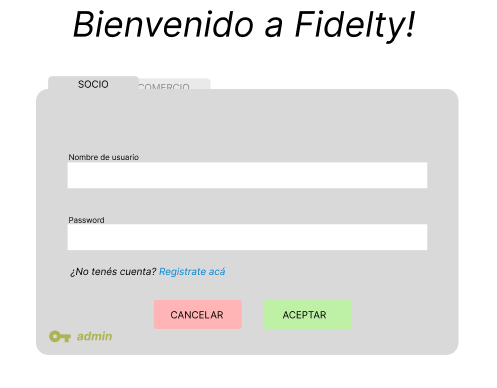 Bienvenido a Fidelty!
SOCIO
COMERCIO
Nombre de usuario
Password
¿No tenés cuenta? Registrate acá
CANCELAR
ACEPTAR
admin